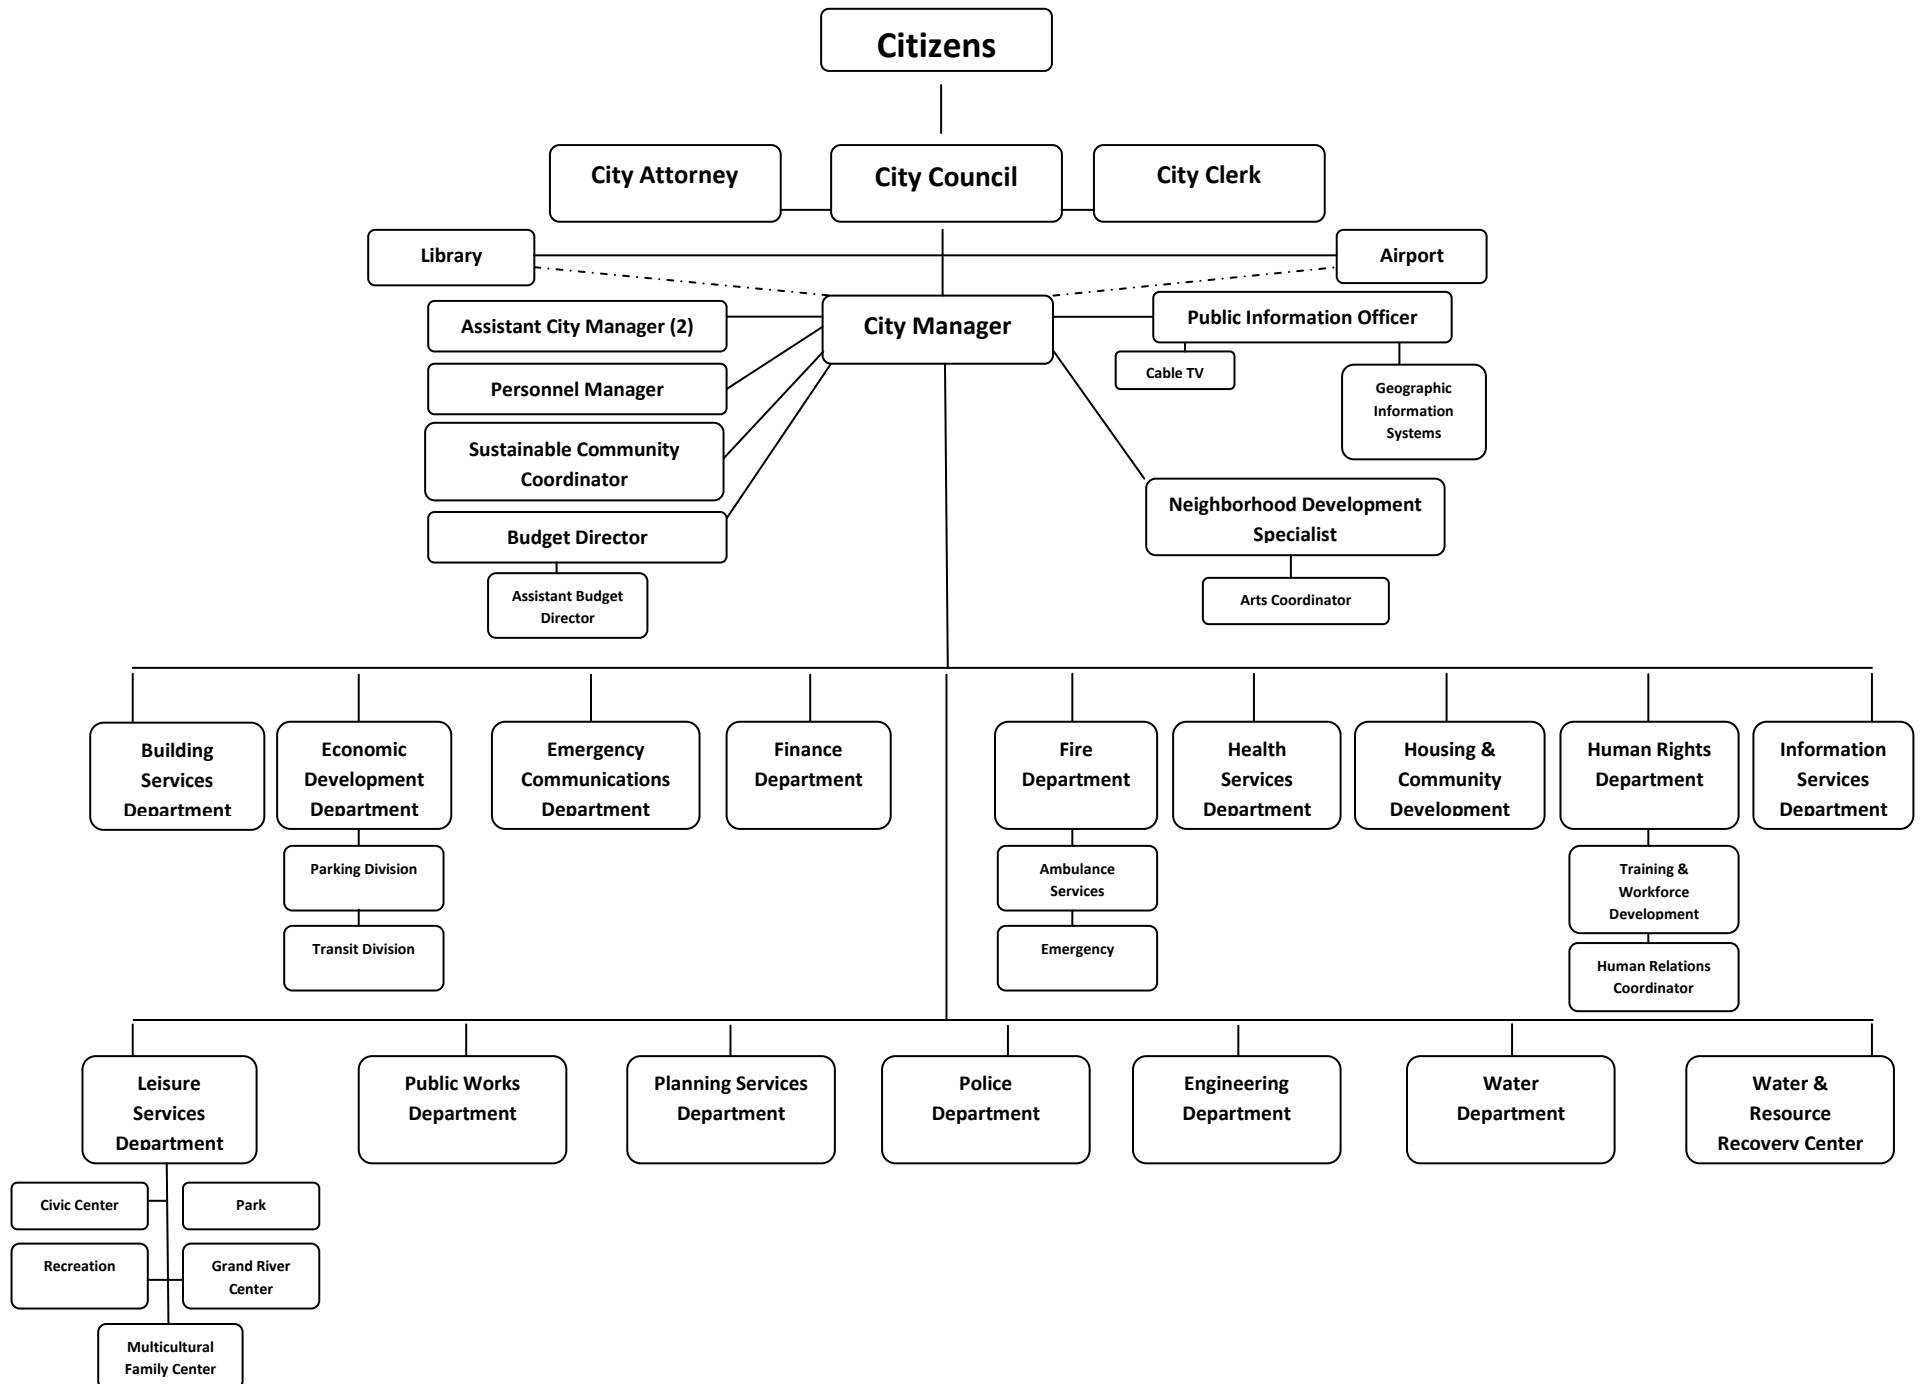 Citizens
City Attorney
City Council
City Clerk
Library
Airport
Assistant City Manager (2)
City Manager
Public Information Officer
Personnel Manager
Cable TV
Geographic
Information
Systems
Sustainable Community
Coordinator
Budget Director
Neighborhood Development
Specialist
Assistant Budget
Director
Arts Coordinator
Building
Services
Department
Economic
Development
Department
Emergency
Communications
Department
Finance
Department
Fire
Department
Health
Services
Department
Housing &
Community
Development
Human Rights
Department
Information
Services
Department
Parking Division
Transit Division
Ambulance
Services
Emergency
Training &
Workforce
Development
Human Relations
Coordinator
Leisure
Services
Department
Public Works
Department
Planning Services
Department
Police
Department
Engineering
Department
Water
Department
Water &
Resource
Recovery Center
Civic Center
Park
Recreation
Grand River
Center
Multicultural
Family Center